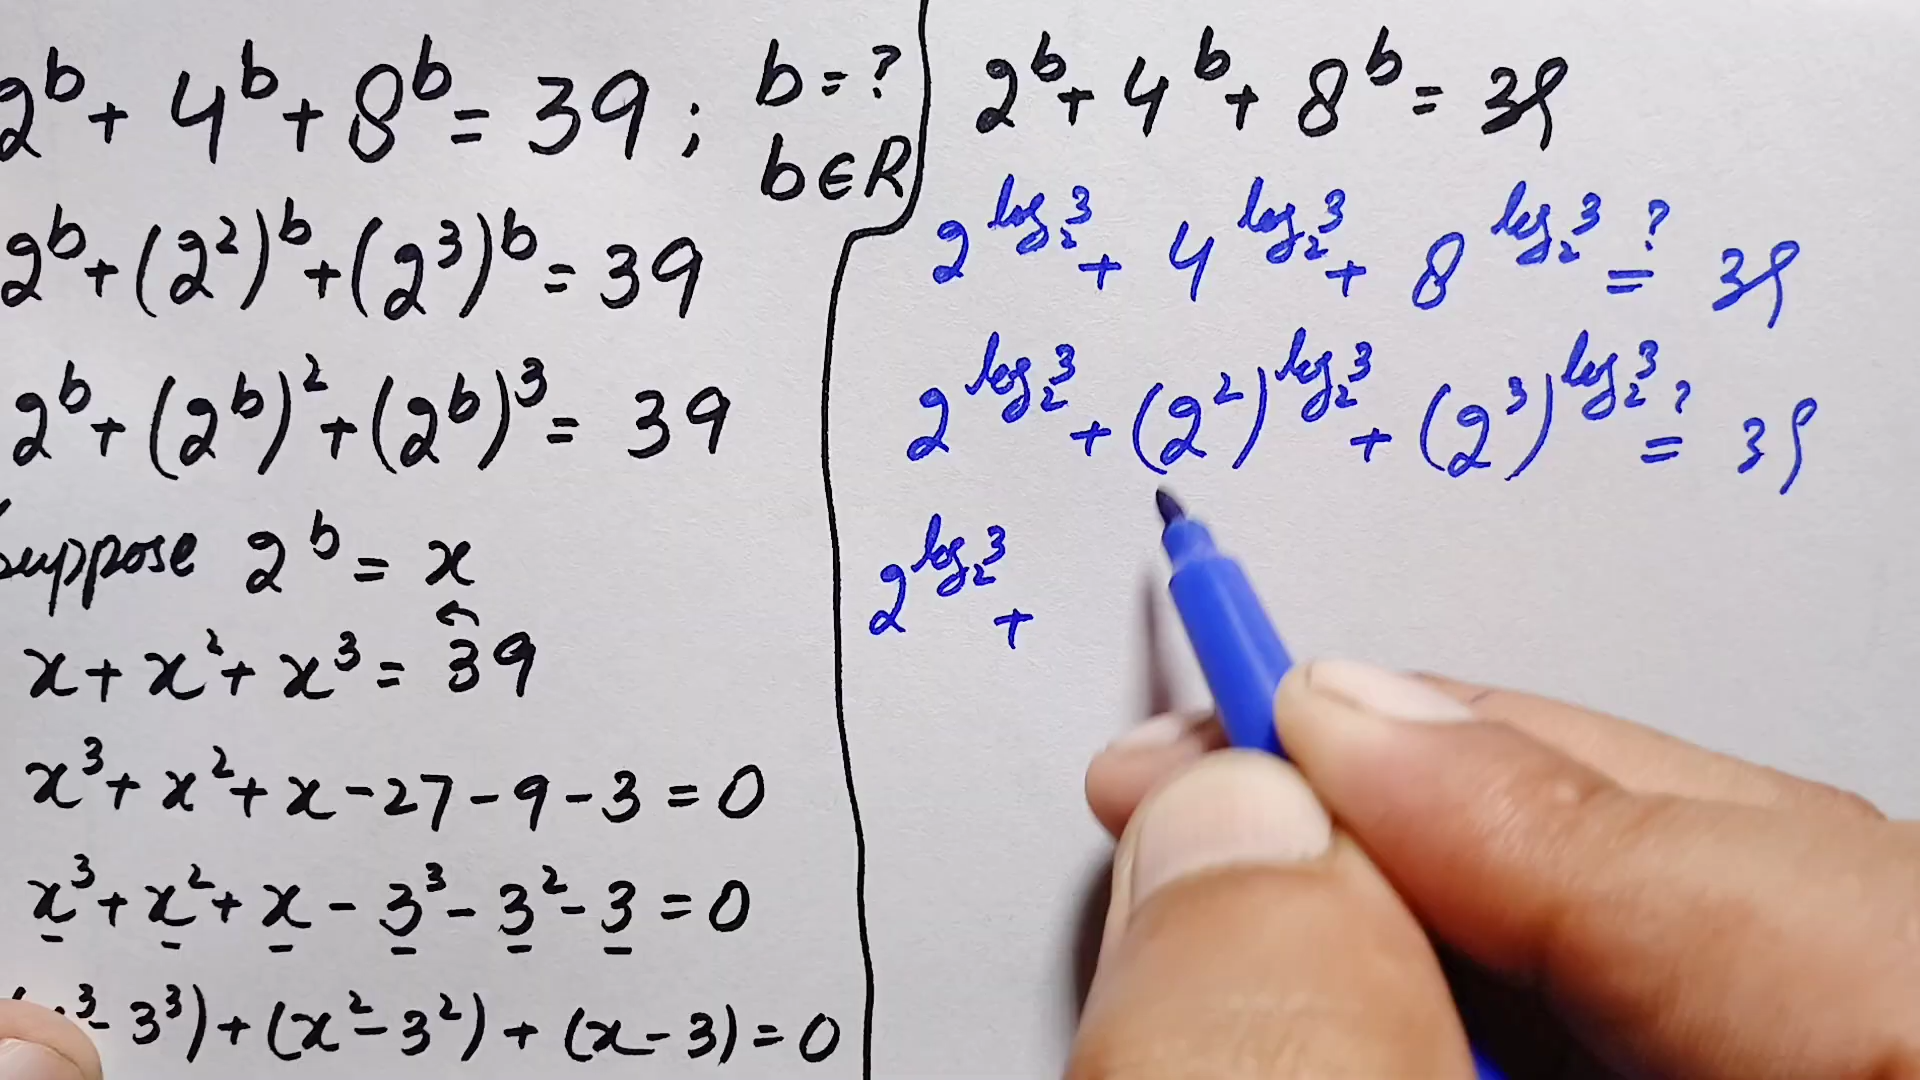 2^b + 4^b + 8^b = 39 ; b = ?
b ∈ R
2^b + (2^2)^b + (2^3)^b = 39
2^b + (2^b)^2 + (2^b)^3 = 39
Suppose 2^b = x
x + x^2 + x^3 = 39
x^3 + x^2 + x - 27 - 9 - 3 = 0
x^3 + x^2 + x - 3^3 - 3^2 - 3 = 0
^3 - 3^3) + (x^2 - 3^2) + (x - 3) = 0
2^b + 4^b + 8^b = 39
2^{log_2 3} + 4^{log_2 3} + 8^{log_2 3} =? 39
2^{log_2 3} + (2^2)^{log_2 3} + (2^3)^{log_2 3} =? 39
2^{log_2 3} +